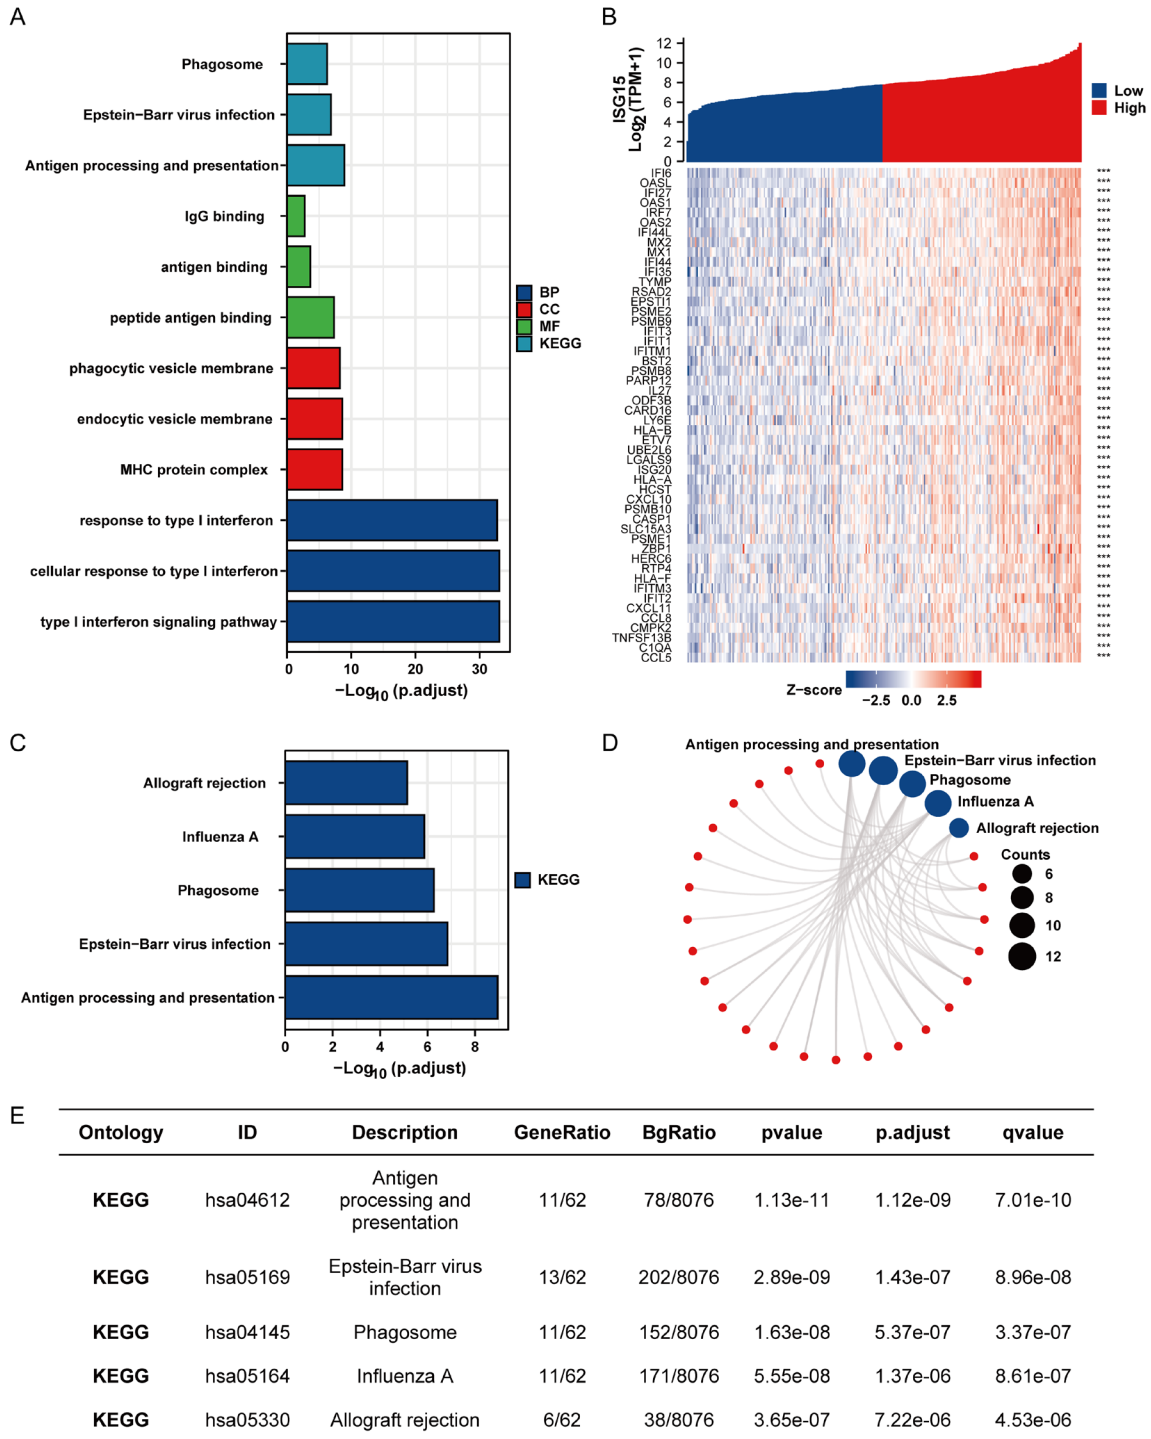 A
Phagosome
Epstein−Barr virus infection
Antigen processing and presentation
IgG binding
antigen binding
peptide antigen binding
phagocytic vesicle membrane
endocytic vesicle membrane
MHC protein complex
response to type I interferon
cellular response to type I interferon
type I interferon signaling pathway
0 10 20 30
−Log10 (p.adjust)
BP
CC
MF
KEGG
B
ISG15
Log2 (TPM+1)
12
10
8
6
4
2
0
Low
High
IFI6 ***
OASL ***
IFI27 ***
OAS1 ***
IRF7 ***
OAS2 ***
IFI44L ***
MX2 ***
MX1 ***
IFI44 ***
IFI35 ***
TYMP ***
RSAD2 ***
EPSTI1 ***
PSME2 ***
PSMB9 ***
IFIT3 ***
IFIT1 ***
IFITM1 ***
BST2 ***
PSMB8 ***
PARP12 ***
IL27 ***
ODF3B ***
CARD16 ***
LY6E ***
HLA−B ***
ETV7 ***
UBE2L6 ***
LGALS9 ***
ISG20 ***
HLA−A ***
HCST ***
CXCL10 ***
PSMB10 ***
CASP1 ***
SLC15A3 ***
PSME1 ***
ZBP1 ***
HERC6 ***
RTP4 ***
HLA−F ***
IFITM3 ***
IFIT2 ***
CXCL11 ***
CCL8 ***
CMPK2 ***
TNFSF13B ***
C1QA ***
CCL5 ***
Z−score
−2.5 0.0 2.5
C
Allograft rejection
Influenza A
Phagosome
Epstein−Barr virus infection
Antigen processing and presentation
0 2 4 6 8
−Log10 (p.adjust)
KEGG
D
Antigen processing and presentation
Epstein−Barr virus infection
Phagosome
Influenza A
Allograft rejection
Counts
6
8
10
12
E
Ontology ID Description GeneRatio BgRatio pvalue p.adjust qvalue
Antigen
KEGG hsa04612 processing and 11/62 78/8076 1.13e-11 1.12e-09 7.01e-10
presentation
Epstein-Barr virus
KEGG hsa05169 infection 13/62 202/8076 2.89e-09 1.43e-07 8.96e-08
KEGG hsa04145 Phagosome 11/62 152/8076 1.63e-08 5.37e-07 3.37e-07
KEGG hsa05164 Influenza A 11/62 171/8076 5.55e-08 1.37e-06 8.61e-07
KEGG hsa05330 Allograft rejection 6/62 38/8076 3.65e-07 7.22e-06 4.53e-06